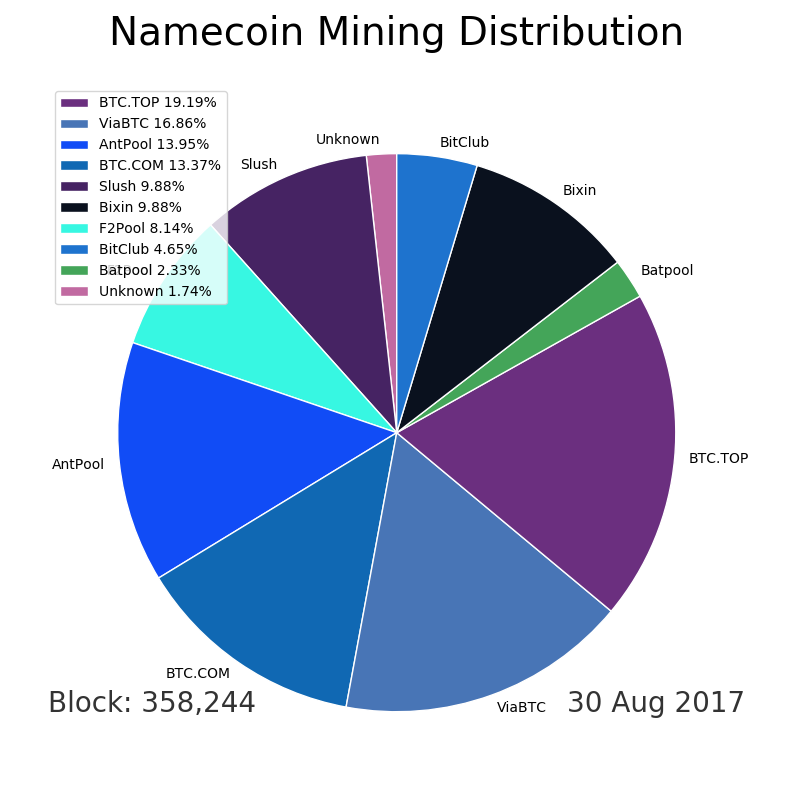 Namecoin Mining Distribution
BTC.TOP 19.19%
ViaBTC 16.86%
AntPool 13.95%
BTC.COM 13.37%
Slush 9.88%
Bixin 9.88%
F2Pool 8.14%
BitClub 4.65%
Batpool 2.33%
Unknown 1.74%
Unknown
BitClub
Slush
Bixin
Batpool
BTC.TOP
AntPool
BTC.COM
ViaBTC
Block: 358,244
30 Aug 2017